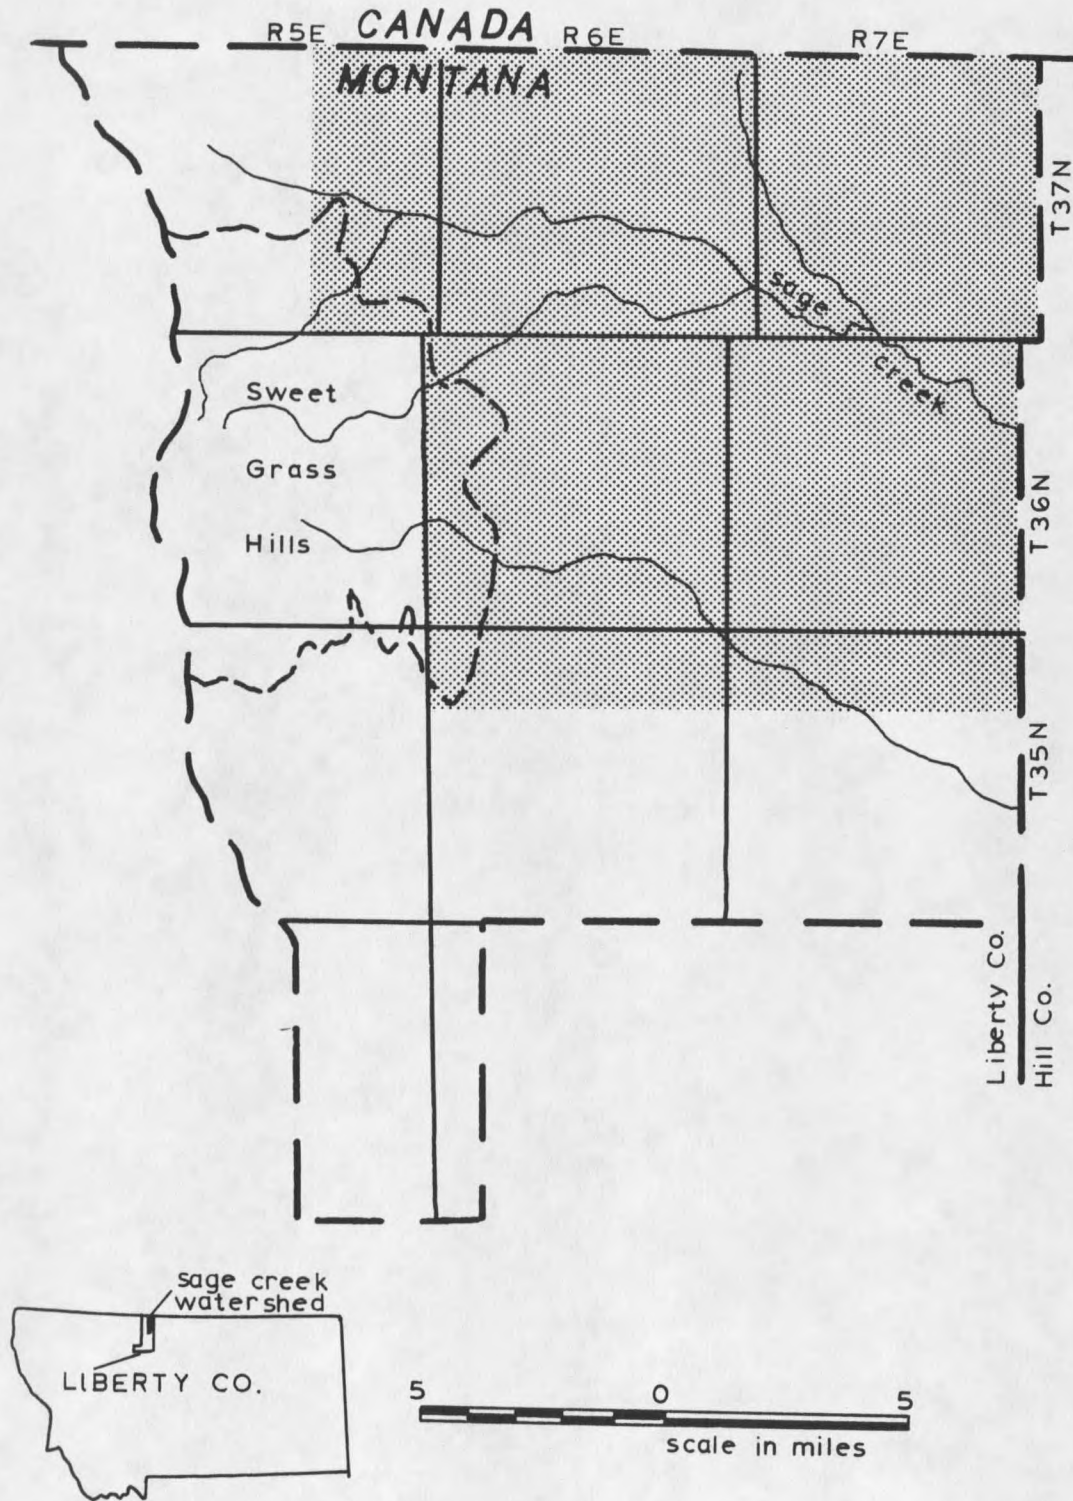 R5E CANADA R6E R7E
MONTANA
T37N
sage
creek
Sweet
Grass
Hills
T36N
T35N
Liberty Co.
Hill Co.
sage creek
watershed
LIBERTY CO.
5 0 5
scale in miles